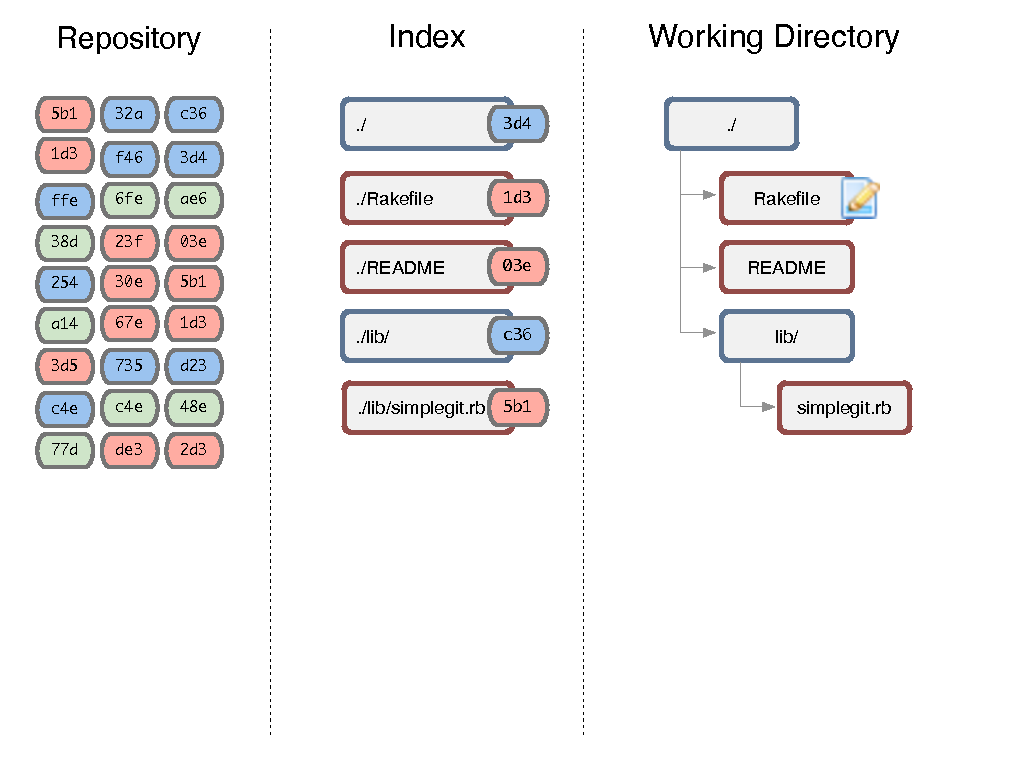 Repository
Index
Working Directory
5b1 32a c36
1d3 f46 3d4
ffe 6fe ae6
38d 23f 03e
254 30e 5b1
a14 67e 1d3
3d5 735 d23
c4e c4e 48e
77d de3 2d3
./ 3d4
./Rakefile 1d3
./README 03e
./lib/ c36
./lib/simplegit.rb 5b1
./
Rakefile
README
lib/
simplegit.rb